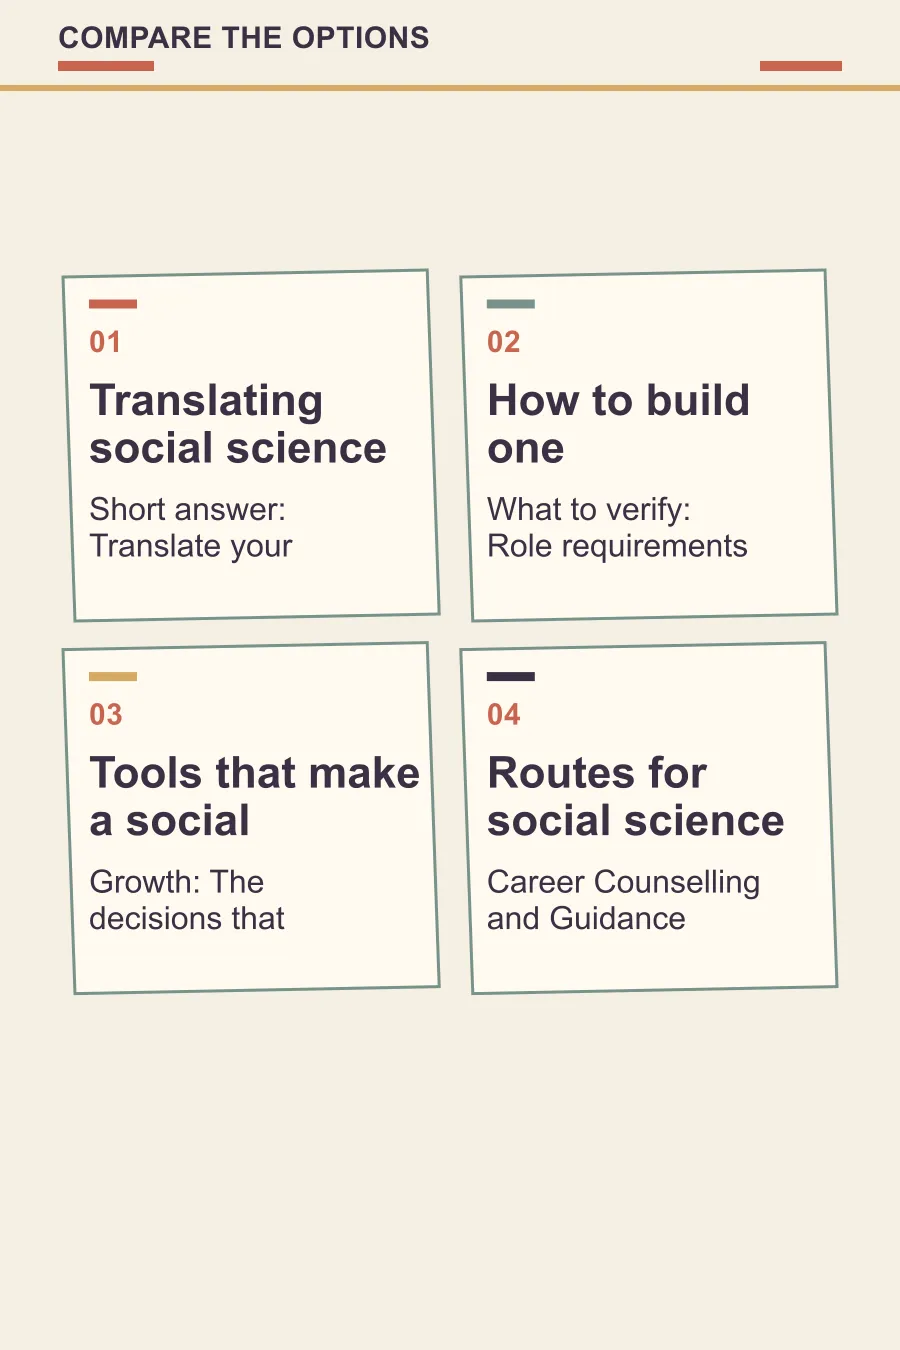 COMPARE THE OPTIONS
01
Translating
social science
Short answer:
Translate your
02
How to build
one
What to verify:
Role requirements
03
Tools that make
a social
Growth: The
decisions that
04
Routes for
social science
Career Counselling
and Guidance